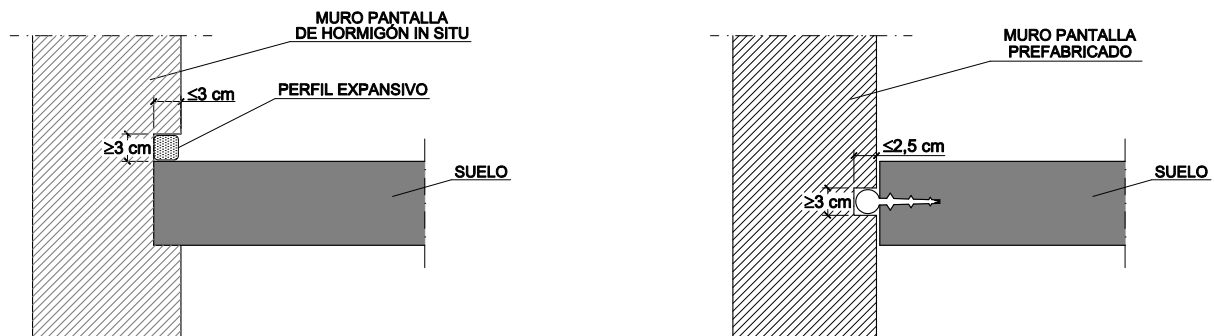 MURO PANTALLA
DE HORMIGÓN IN SITU
≤3 cm
PERFIL EXPANSIVO
≥3 cm
SUELO
MURO PANTALLA
PREFABRICADO
≤2,5 cm
≥3 cm
SUELO